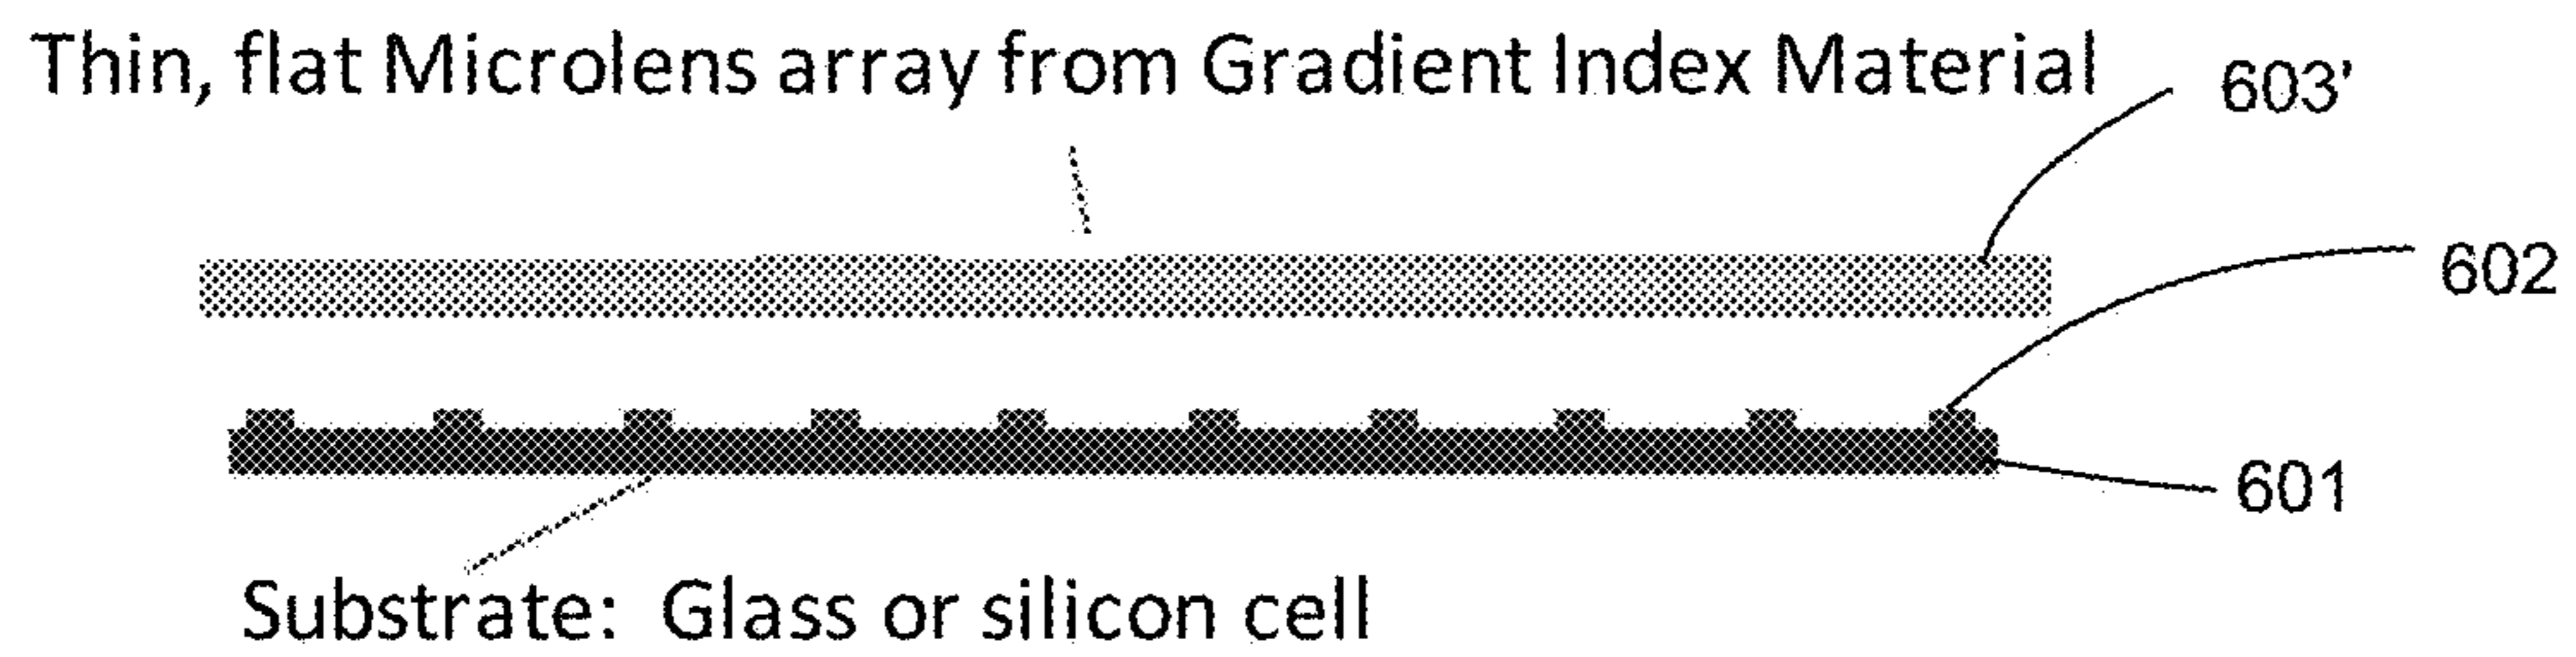 Thin, flat Microlens array from Gradient Index Material
603'
602
601
Substrate: Glass or silicon cell